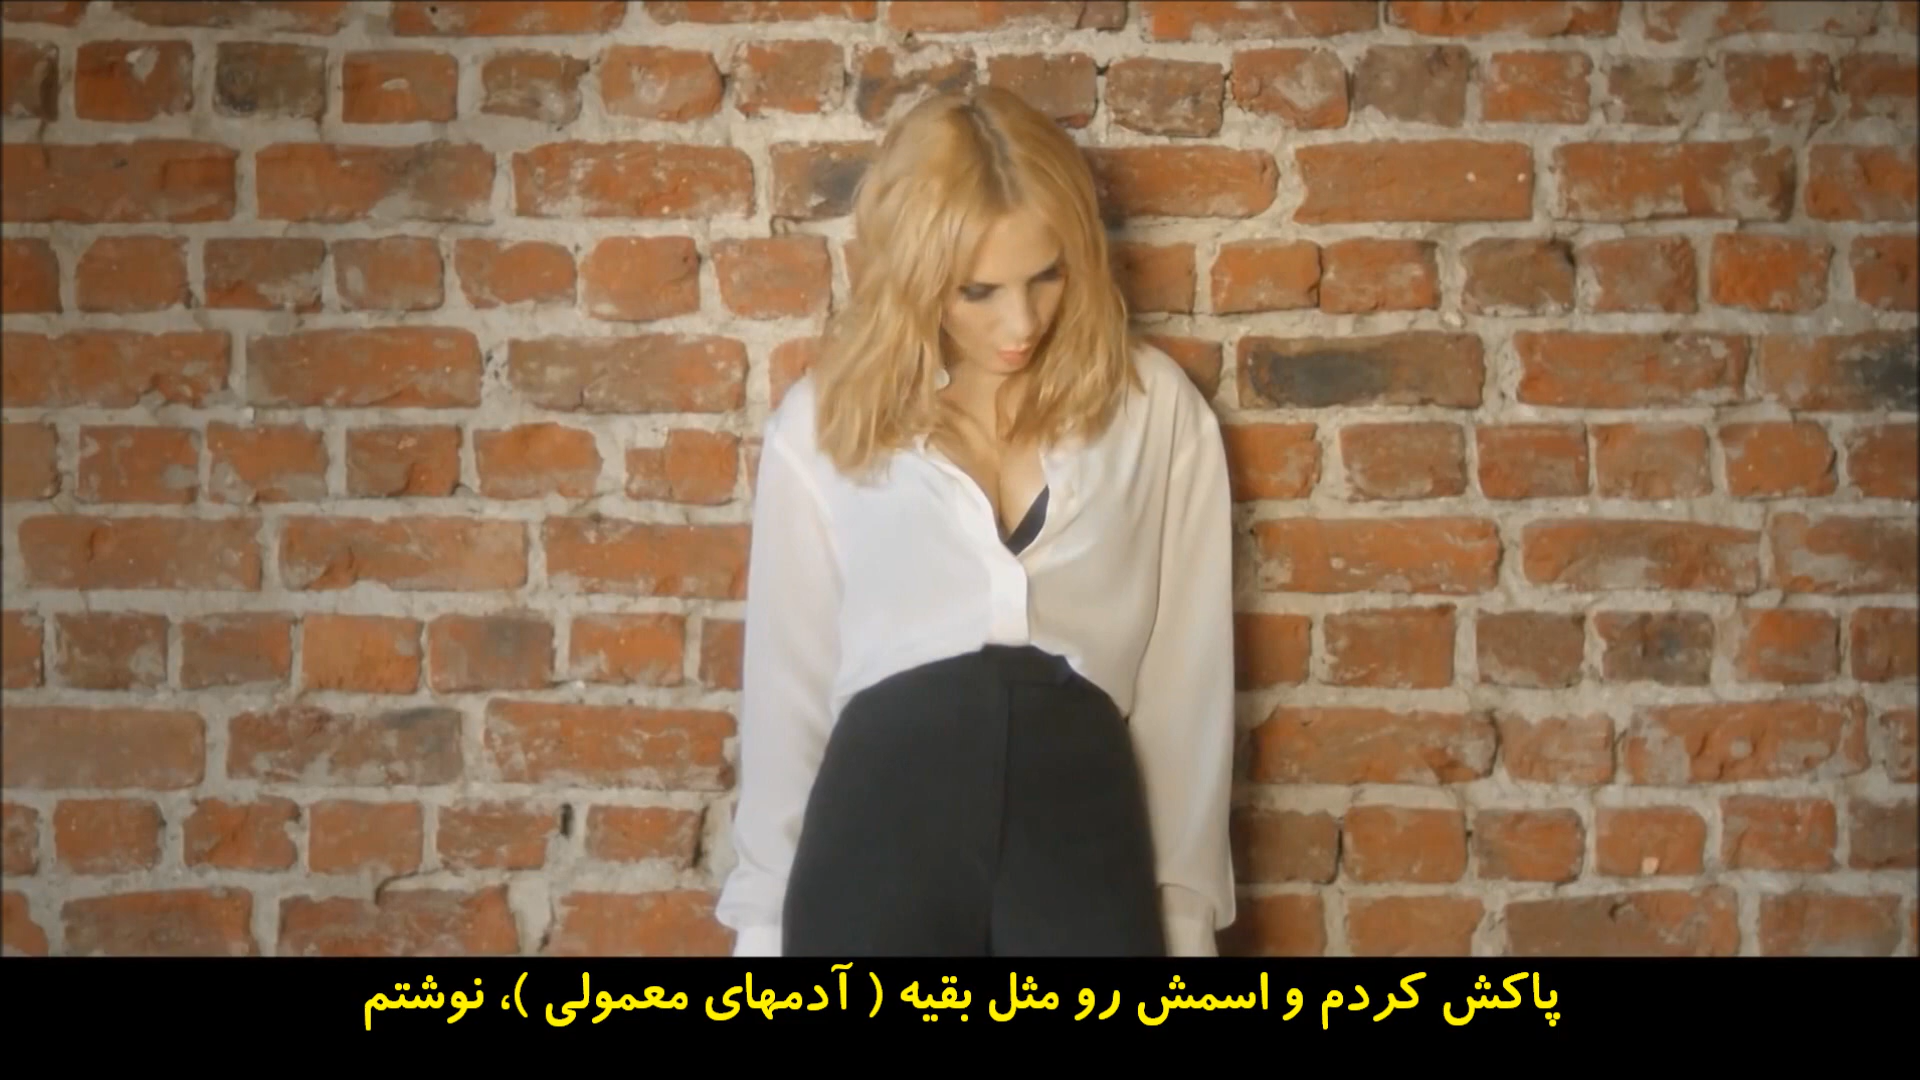 پاکش کردم و اسمش رو مثل بقیه ( آدمهای معمولی )، نوشتم